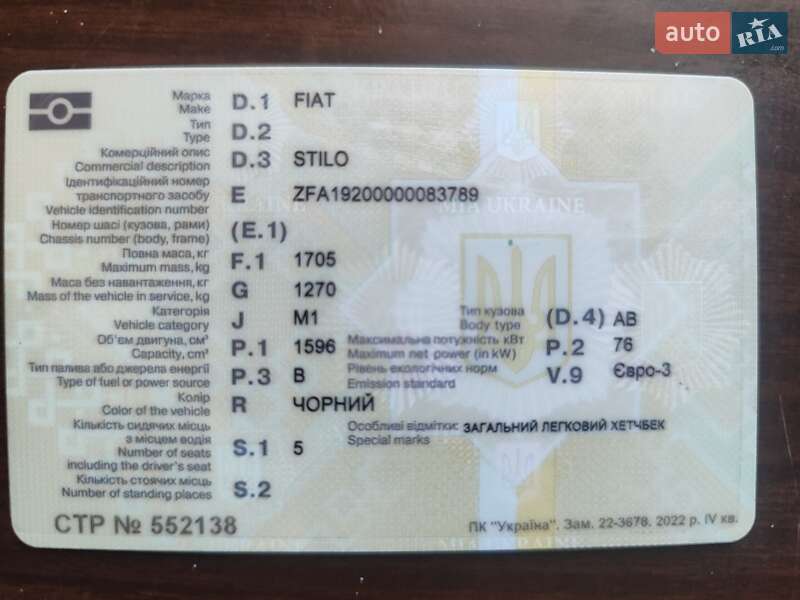 auto RIA .com
Марка
Make
D.1 FIAT
Тип
Type
D.2
Комерційний опис
Commercial description
D.3 STILO
Ідентифікаційний номер
транспортного засобу
Vehicle identification number
E ZFA19200000083789
MIA UKRAINE
Номер шасі (кузова, рами)
Chassis number (body, frame)
(E.1)
Повна маса, кг
Maximum mass, kg
F.1 1705
Маса без навантаження, кг
Mass of the vehicle in service, kg
G 1270
Категорія
Vehicle category
J M1
Тип кузова
Body type
(D.4) АВ
Об'єм двигуна, см³
Capacity, cm³
P.1 1596
Максимальна потужність кВт
Maximum net power (in kW)
P.2 76
Тип палива або джерела енергії
Type of fuel or power source
P.3 B
Рівень екологічних норм
Emission standard
V.9 Євро-3
Колір
Color of the vehicle
R ЧОРНИЙ
Кількість сидячих місць
з місцем водія
Number of seats
including the driver's seat
S.1 5
Особливі відмітки: ЗАГАЛЬНИЙ ЛЕГКОВИЙ ХЕТЧБЕК
Special marks
Кількість стоячих місць
Number of standing places
S.2
СТР № 552138
ПК "Україна". Зам. 22-3678. 2022 р. IV кв.
MIA UKRAINE